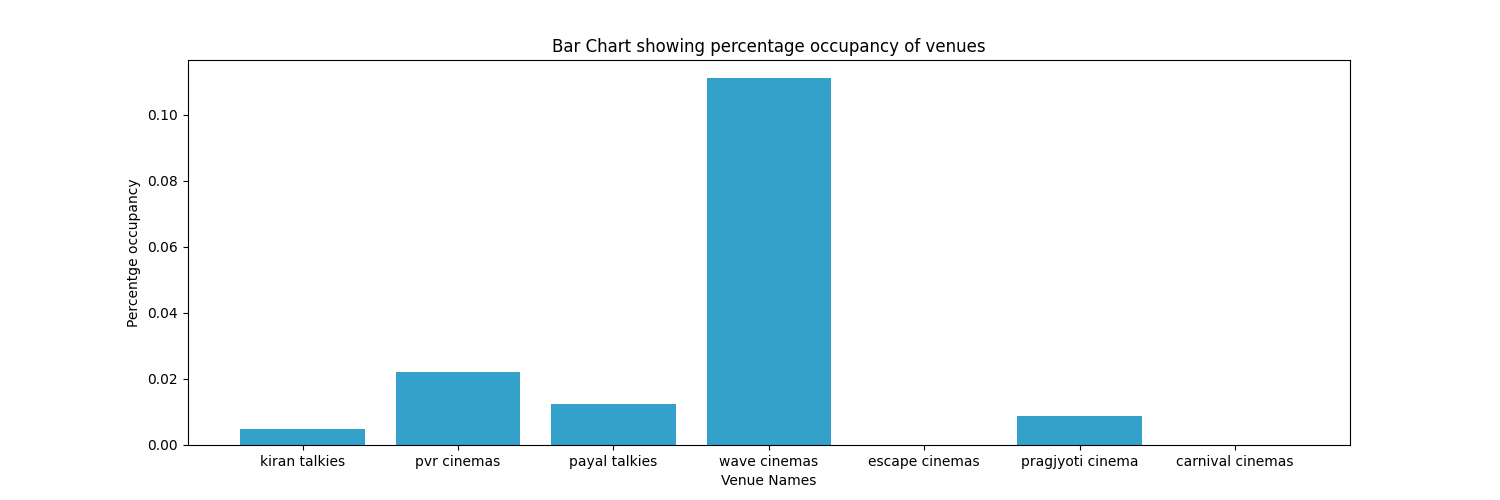 Bar Chart showing percentage occupancy of venues
Percentge occupancy
0.10
0.08
0.06
0.04
0.02
0.00
kiran talkies pvr cinemas payal talkies wave cinemas escape cinemas pragjyoti cinema carnival cinemas
Venue Names